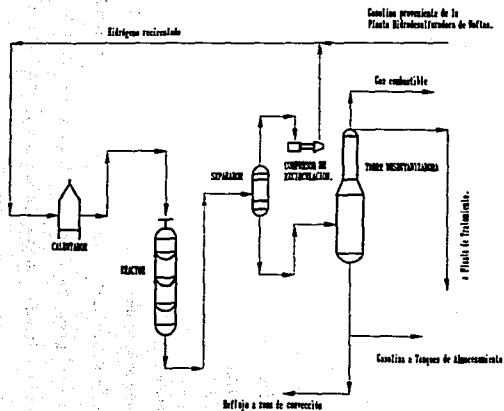 Gasolina proveniente de la
Planta Hidrodesulfuradora de Naftas.
Hidrógeno recirculado
Gas combustible
COMPRESOR DE
RECIRCULACION.
TORRE DESBUTANIZADORA
SEPARADOR
CALENTADOR
REACTOR
a Planta de Tratamiento.
Gasolina a Tanques de Almacenamiento
Reflujo a zona de convección